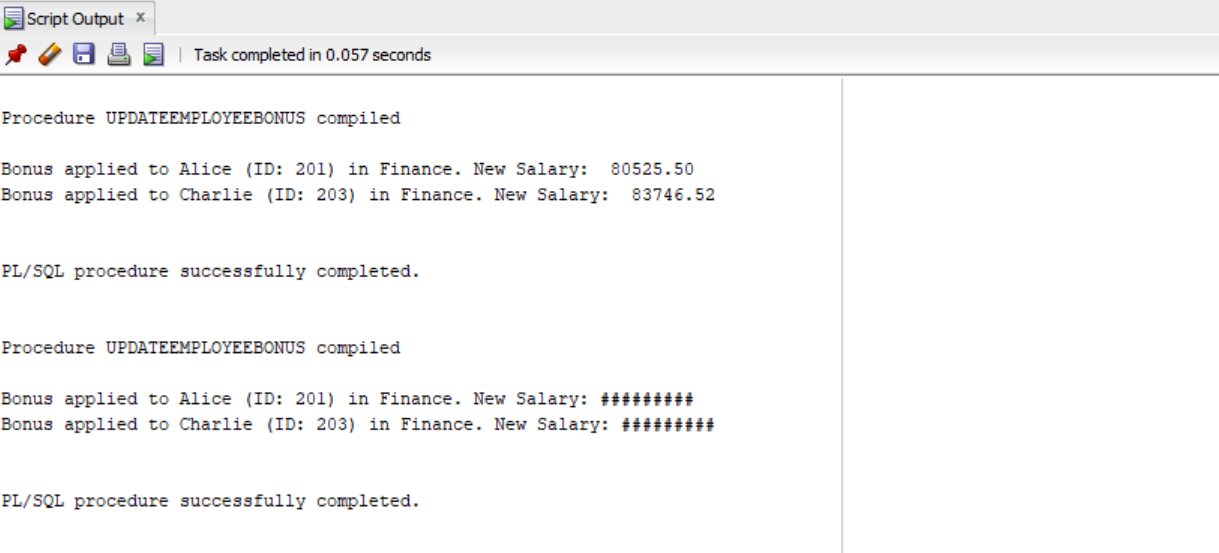 Script Output x
Task completed in 0.057 seconds
Procedure UPDATEEMPLOYEEBONUS compiled
Bonus applied to Alice (ID: 201) in Finance. New Salary:  80525.50
Bonus applied to Charlie (ID: 203) in Finance. New Salary:  83746.52
PL/SQL procedure successfully completed.
Procedure UPDATEEMPLOYEEBONUS compiled
Bonus applied to Alice (ID: 201) in Finance. New Salary: #########
Bonus applied to Charlie (ID: 203) in Finance. New Salary: #########
PL/SQL procedure successfully completed.